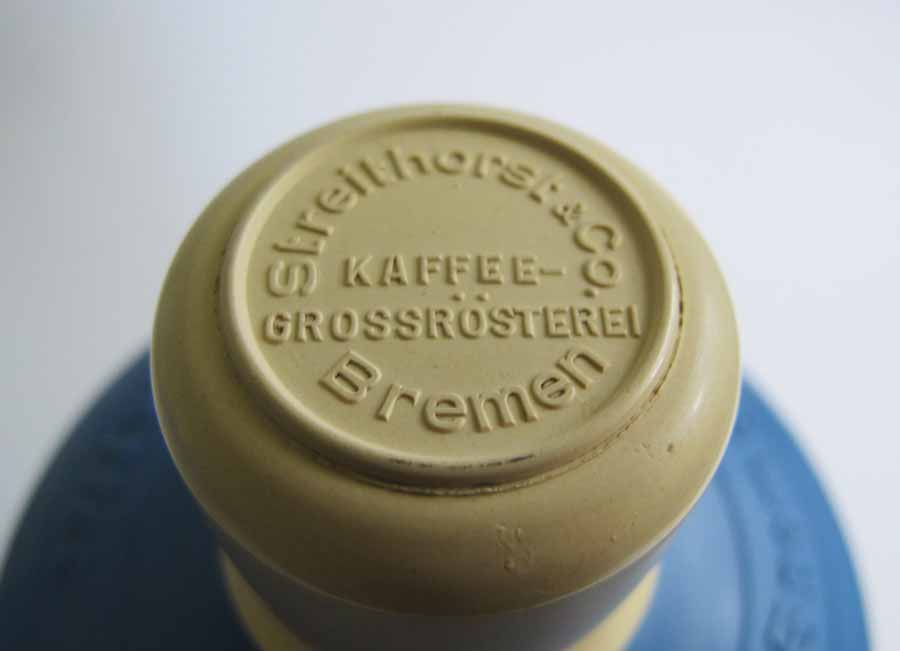 Streithorst & Co.
KAFFEE-
GROSSRÖSTEREI
Bremen